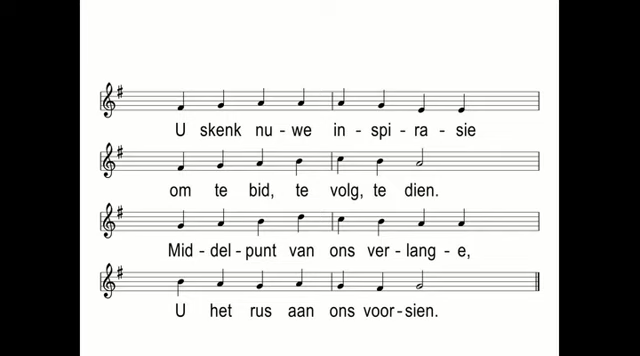 U skenk nu - we in - spi - ra - sie
om te bid, te volg, te dien.
Mid - del - punt van ons ver - lang - e,
U het rus aan ons voor - sien.